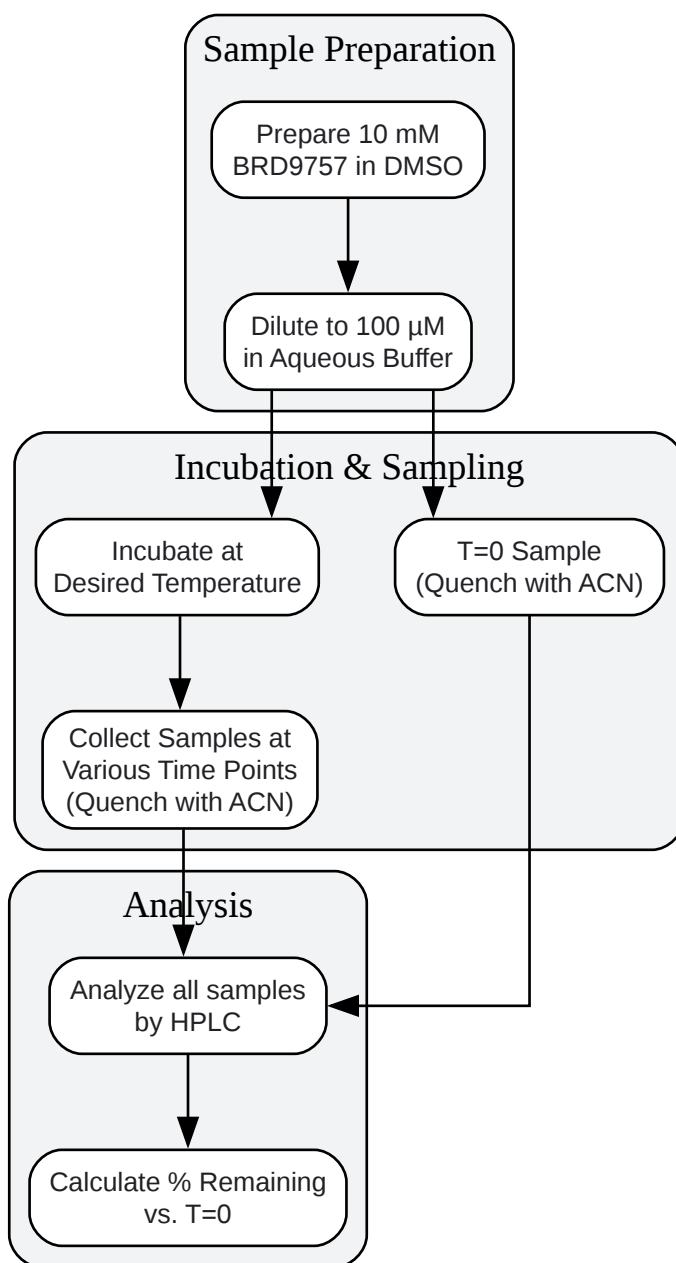 Sample Preparation
Prepare 10 mM
BRD9757 in DMSO
Dilute to 100 µM
in Aqueous Buffer
Incubation & Sampling
Incubate at
Desired Temperature
T=0 Sample
(Quench with ACN)
Collect Samples at
Various Time Points
(Quench with ACN)
Analysis
Analyze all samples
by HPLC
Calculate % Remaining
vs. T=0